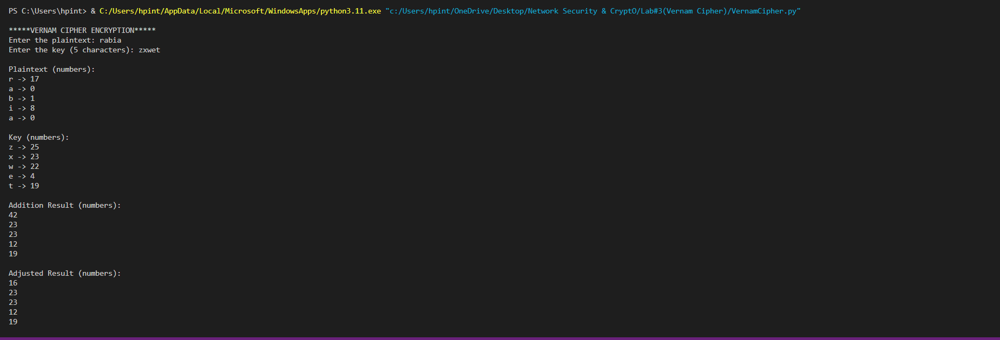 PS C:\Users\hpint> & C:/Users/hpint/AppData/Local/Microsoft/WindowsApps/python3.11.exe "c:/Users/hpint/OneDrive/Desktop/Network Security & CryptO/Lab#3(Vernam Cipher)/VernamCipher.py"
*****VERNAM CIPHER ENCRYPTION*****
Enter the plaintext: rabia
Enter the key (5 characters): zxwet
Plaintext (numbers):
r -> 17
a -> 0
b -> 1
i -> 8
a -> 0
Key (numbers):
z -> 25
x -> 23
w -> 22
e -> 4
t -> 19
Addition Result (numbers):
42
23
23
12
19
Adjusted Result (numbers):
16
23
23
12
19